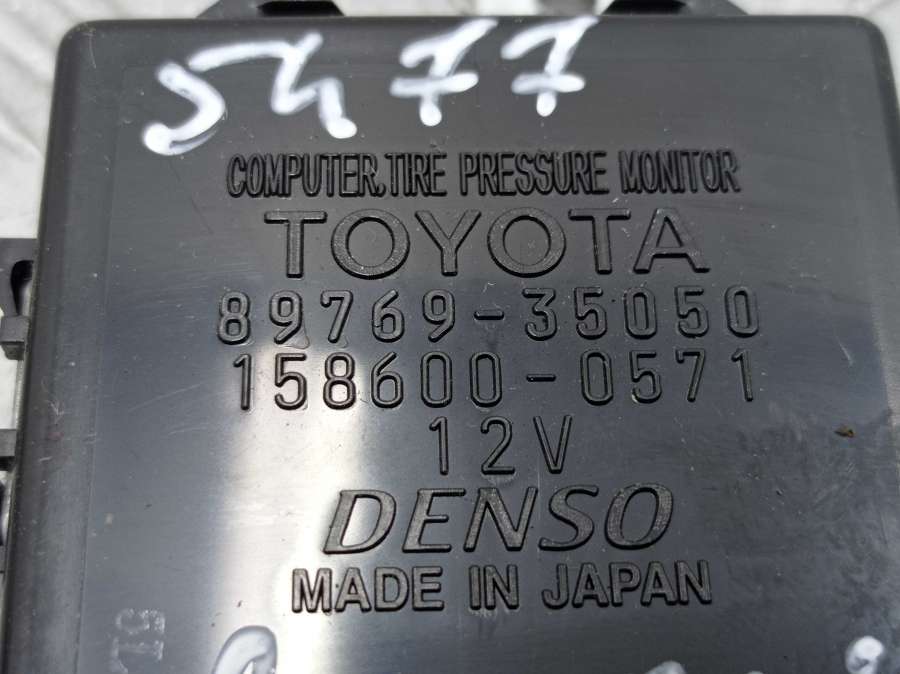 5477
COMPUTER, TIRE PRESSURE MONITOR
TOYOTA
89769-35050
158600-0571
12V
DENSO
MADE IN JAPAN